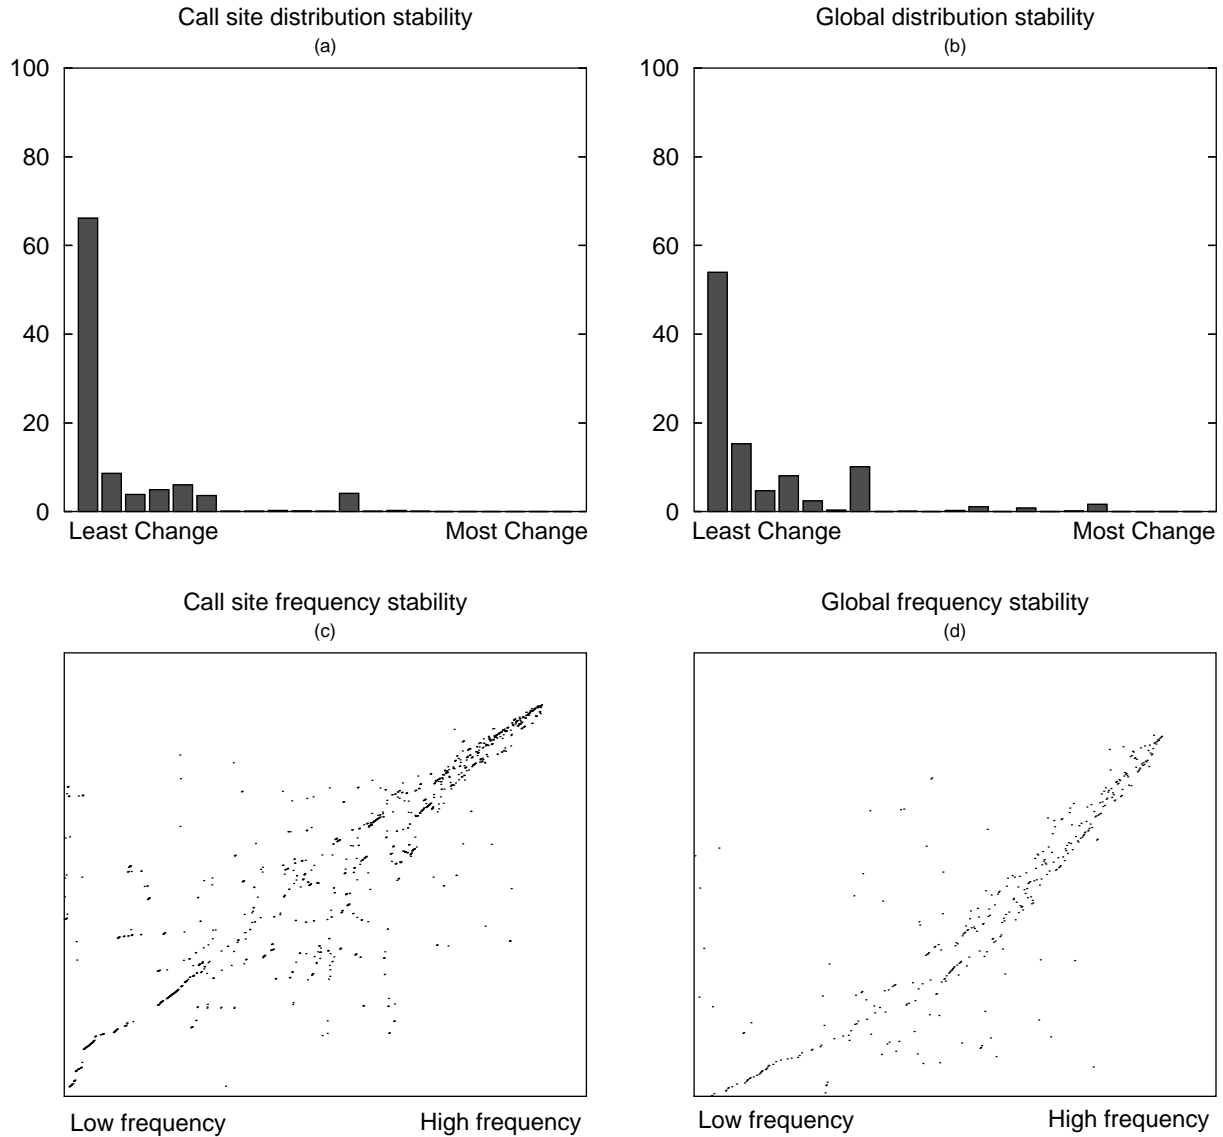 Call site distribution stability
(a)
100
80
60
40
20
0
Least Change Most Change
Global distribution stability
(b)
100
80
60
40
20
0
Least Change Most Change
Call site frequency stability
(c)
Low frequency High frequency
Global frequency stability
(d)
Low frequency High frequency